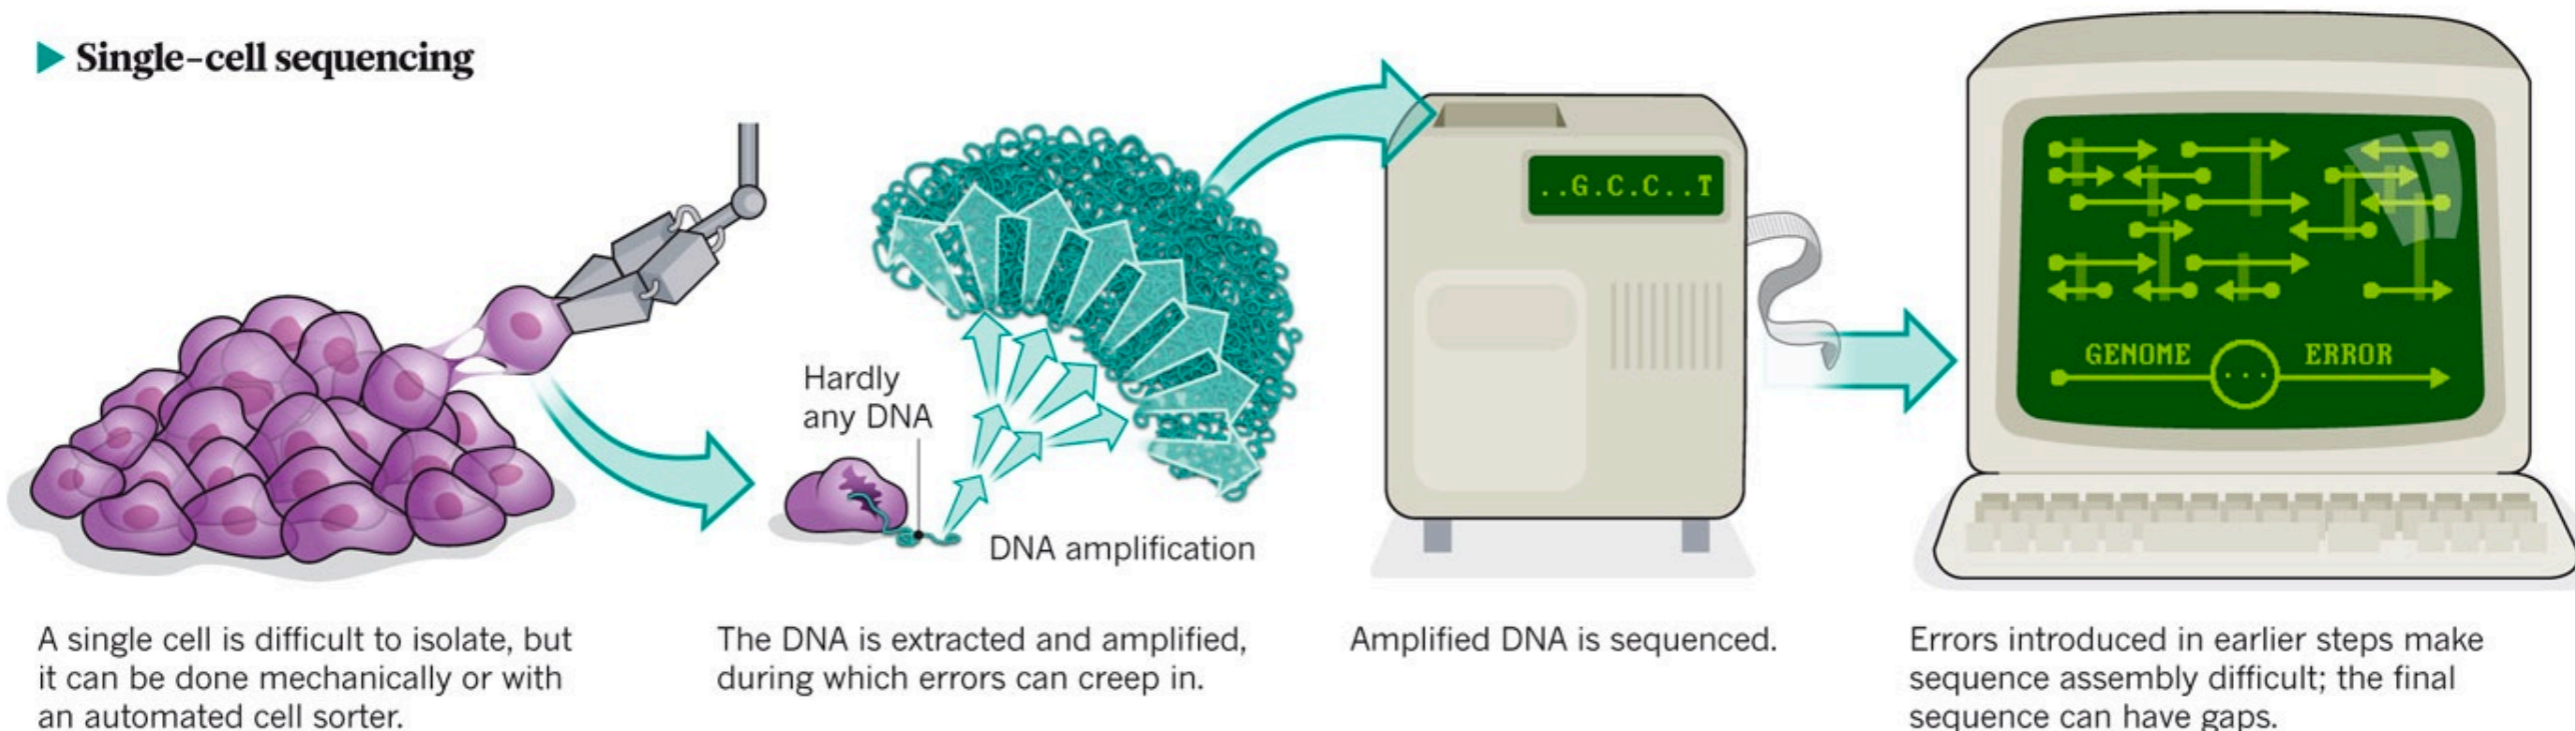 Single-cell sequencing
Hardly
any DNA
DNA amplification
..G.C.C..T
GENOME
ERROR
...
A single cell is difficult to isolate, but
it can be done mechanically or with
an automated cell sorter.
The DNA is extracted and amplified,
during which errors can creep in.
Amplified DNA is sequenced.
Errors introduced in earlier steps make
sequence assembly difficult; the final
sequence can have gaps.